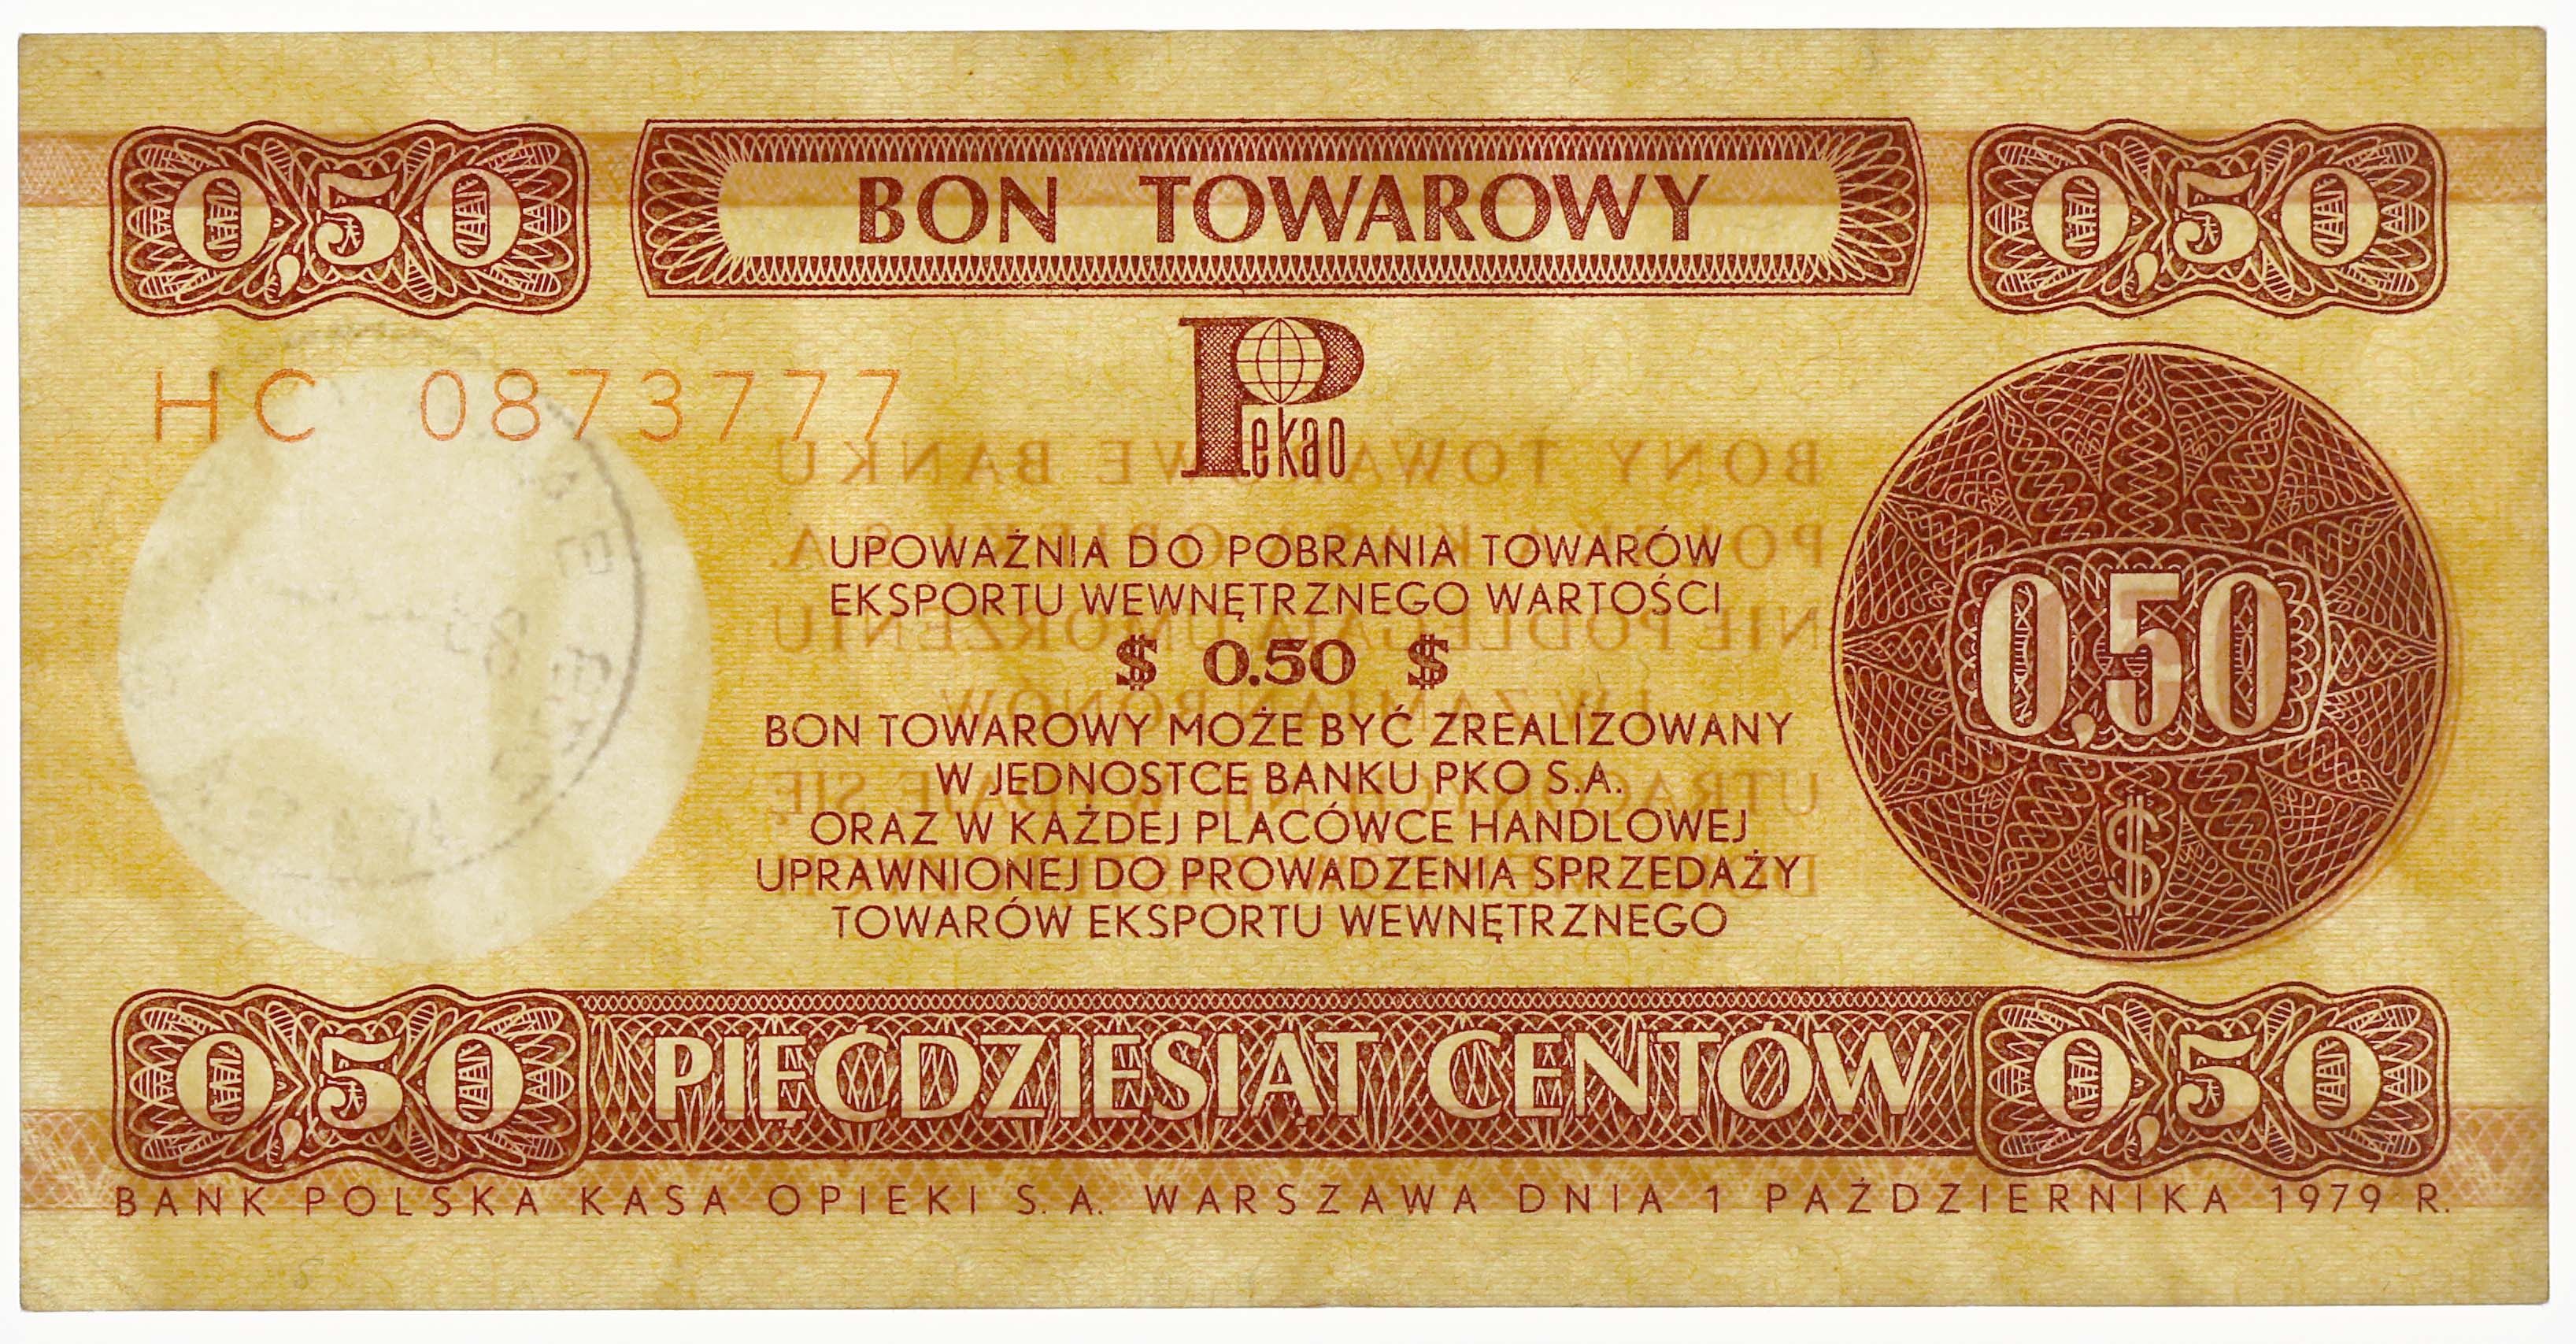 0,50 BON TOWAROWY 0,50
HC 0873777
Pekao
UPOWAŻNIA DO POBRANIA TOWARÓW
EKSPORTU WEWNĘTRZNEGO WARTOŚCI
$ 0.50 $
BON TOWAROWY MOŻE BYĆ ZREALIZOWANY
W JEDNOSTCE BANKU PKO S.A.
ORAZ W KAŻDEJ PLACÓWCE HANDLOWEJ
UPRAWNIONEJ DO PROWADZENIA SPRZEDAŻY
TOWARÓW EKSPORTU WEWNĘTRZNEGO
0,50
$
0,50 PIĘĆDZIESIĄT CENTÓW 0,50
BANK POLSKA KASA OPIEKI S.A. WARSZAWA DNIA 1 PAŹDZIERNIKA 1979 R.